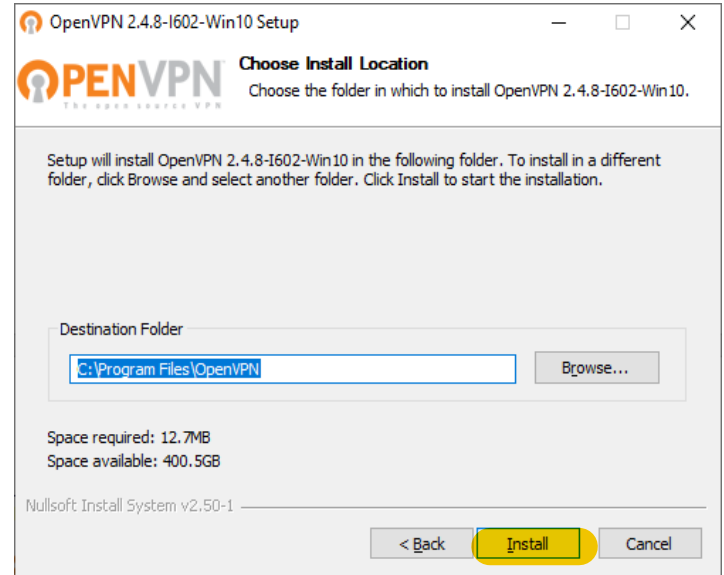 OpenVPN 2.4.8-I602-Win10 Setup
OPENVPN
The open source VPN
Choose Install Location
Choose the folder in which to install OpenVPN 2.4.8-I602-Win10.
Setup will install OpenVPN 2.4.8-I602-Win10 in the following folder. To install in a different
folder, click Browse and select another folder. Click Install to start the installation.
Destination Folder
C:\Program Files\OpenVPN
Browse...
Space required: 12.7MB
Space available: 400.5GB
Nullsoft Install System v2.50-1
< Back
Install
Cancel